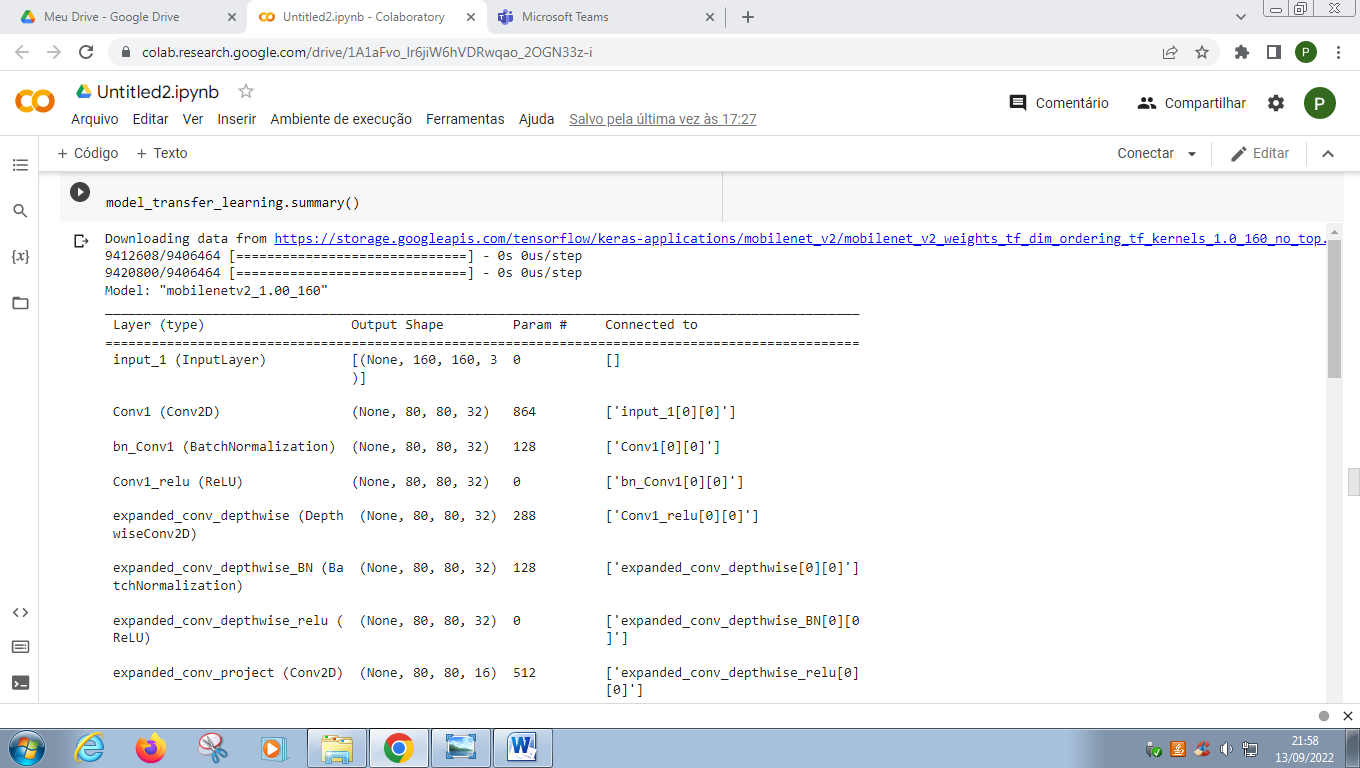 Meu Drive - Google Drive
Untitled2.ipynb - Colaboratory
Microsoft Teams
colab.research.google.com/drive/1A1aFvo_lr6jiW6hVDRwqao_2OGN33z-i
P
Untitled2.ipynb
Comentário
Compartilhar
P
Arquivo Editar Ver Inserir Ambiente de execução Ferramentas Ajuda Salvo pela última vez às 17:27
+ Código + Texto
Conectar
Editar
model_transfer_learning.summary()
Downloading data from https://storage.googleapis.com/tensorflow/keras-applications/mobilenet_v2/mobilenet_v2_weights_tf_dim_ordering_tf_kernels_1.0_160_no_top.
9412608/9406464 [==============================] - 0s 0us/step
9420800/9406464 [==============================] - 0s 0us/step
Model: "mobilenetv2_1.00_160"
Layer (type) Output Shape Param # Connected to
input_1 (InputLayer) [(None, 160, 160, 3 0 []
)]
Conv1 (Conv2D) (None, 80, 80, 32) 864 ['input_1[0][0]']
bn_Conv1 (BatchNormalization) (None, 80, 80, 32) 128 ['Conv1[0][0]']
Conv1_relu (ReLU) (None, 80, 80, 32) 0 ['bn_Conv1[0][0]']
expanded_conv_depthwise (Depth (None, 80, 80, 32) 288 ['Conv1_relu[0][0]']
wiseConv2D)
expanded_conv_depthwise_BN (Ba (None, 80, 80, 32) 128 ['expanded_conv_depthwise[0][0]']
tchNormalization)
expanded_conv_depthwise_relu ( (None, 80, 80, 32) 0 ['expanded_conv_depthwise_BN[0][0
ReLU) ]']
expanded_conv_project (Conv2D) (None, 80, 80, 16) 512 ['expanded_conv_depthwise_relu[0]
[0]']
{x}
21:58
13/09/2022